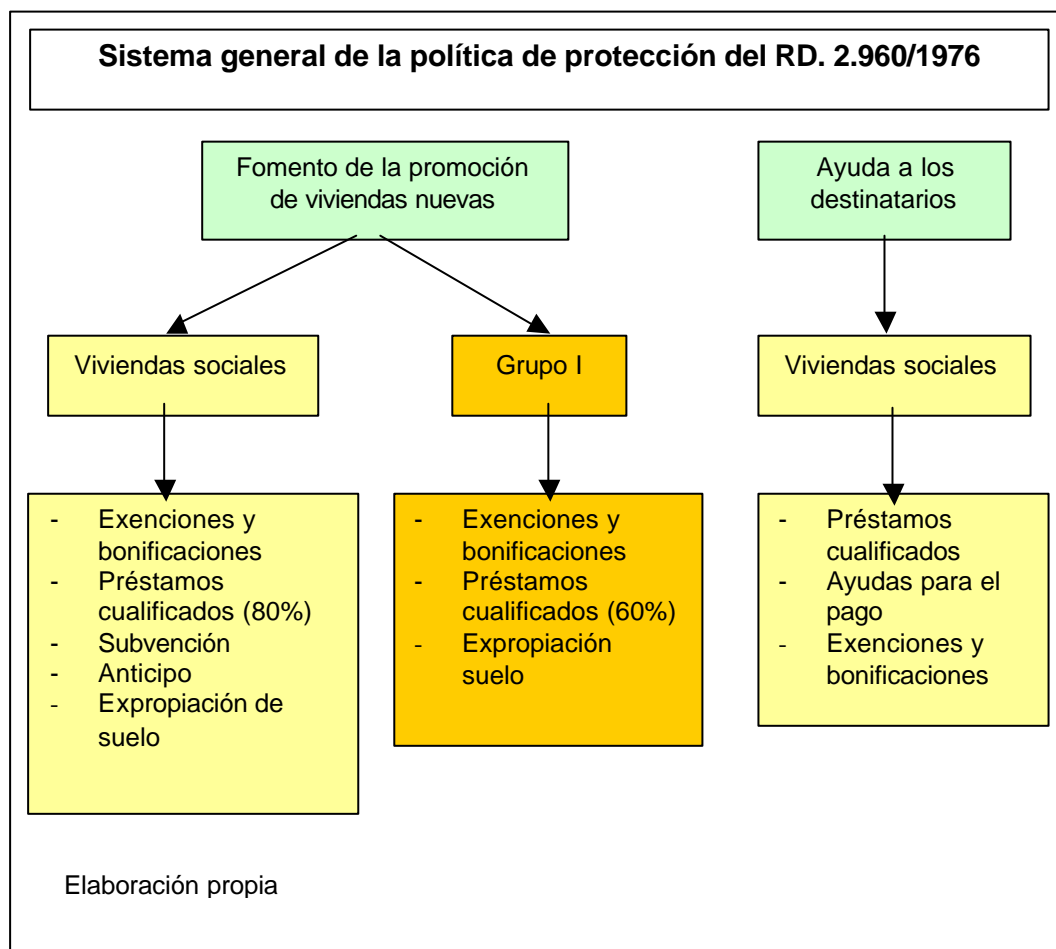 Sistema general de la política de protección del RD. 2.960/1976
Fomento de la promoción
de viviendas nuevas
Ayuda a los
destinatarios
Viviendas sociales
Grupo I
Viviendas sociales
- Exenciones y
bonificaciones
- Préstamos
cualificados (80%)
- Subvención
- Anticipo
- Expropiación de
suelo
- Exenciones y
bonificaciones
- Préstamos
cualificados (60%)
- Expropiación
suelo
- Préstamos
cualificados
- Ayudas para el
pago
- Exenciones y
bonificaciones
Elaboración propia